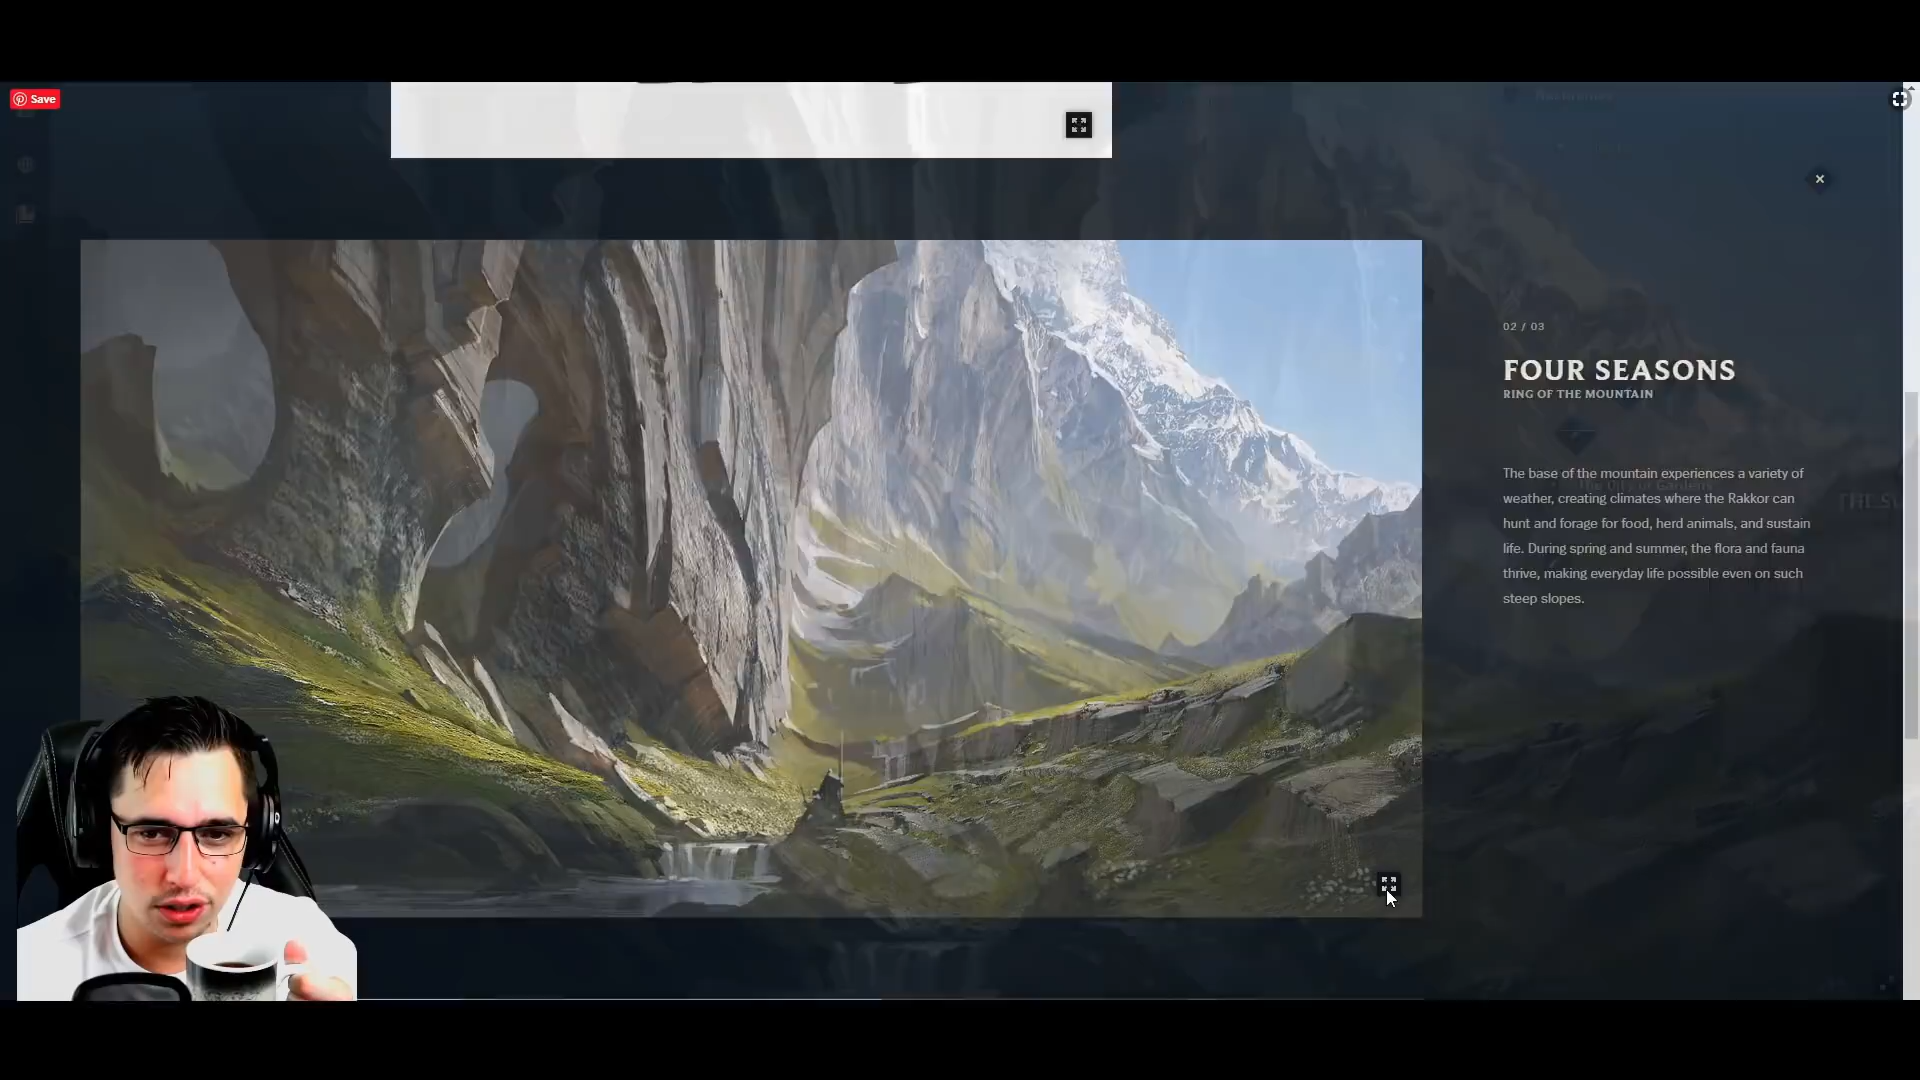 Save
02 / 03
FOUR SEASONS
RING OF THE MOUNTAIN
The base of the mountain experiences a variety of
weather, creating climates where the Rakkor can
hunt and forage for food, herd animals, and sustain
life. During spring and summer, the flora and fauna
thrive, making everyday life possible even on such
steep slopes.